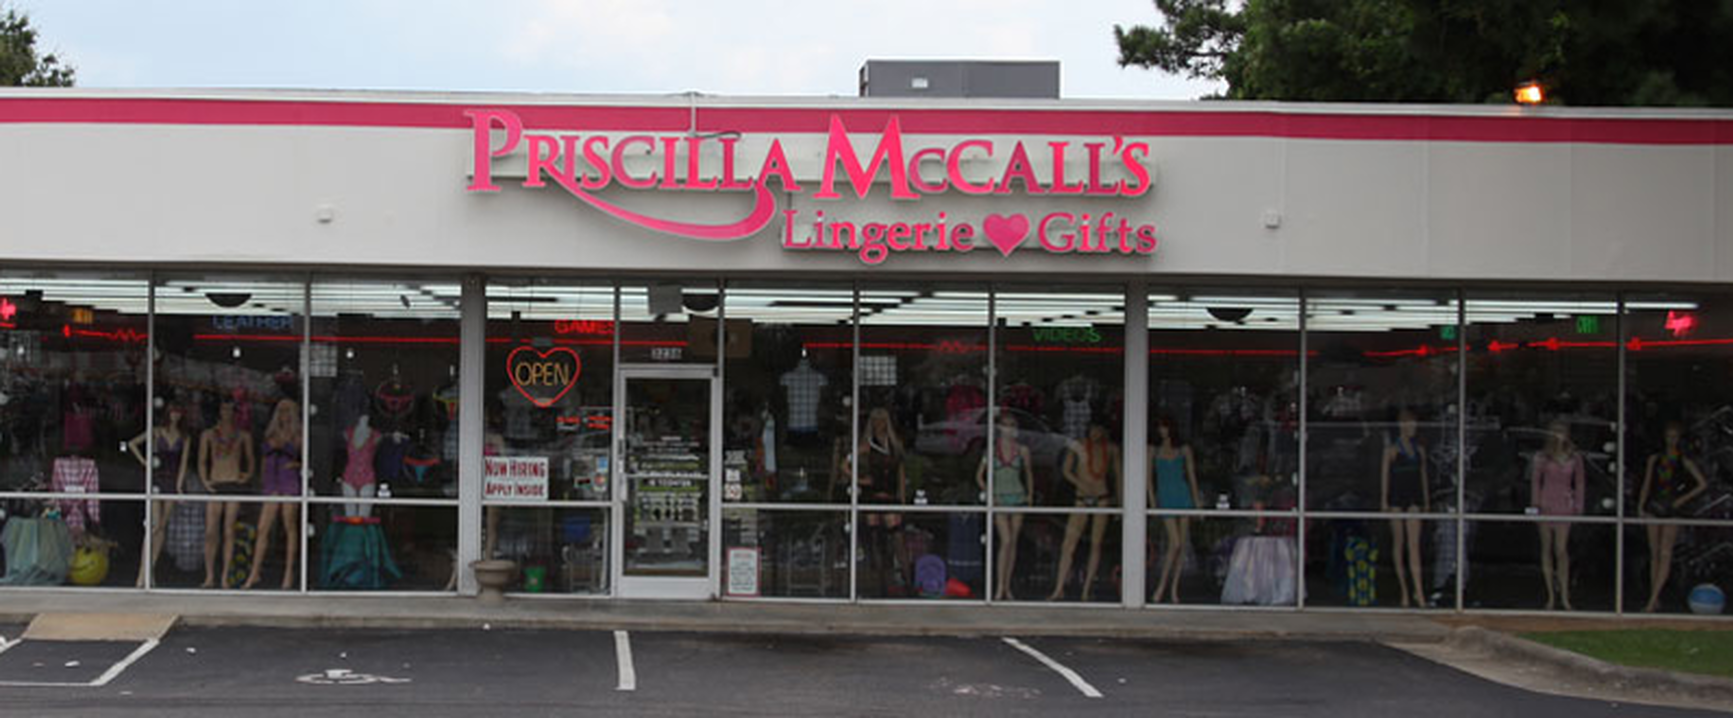 PRISCILLA MCCALL'S
Lingerie Gifts
LEATHER
GAMES
VIDEOS
OPEN
NOW HIRING
APPLY INSIDE